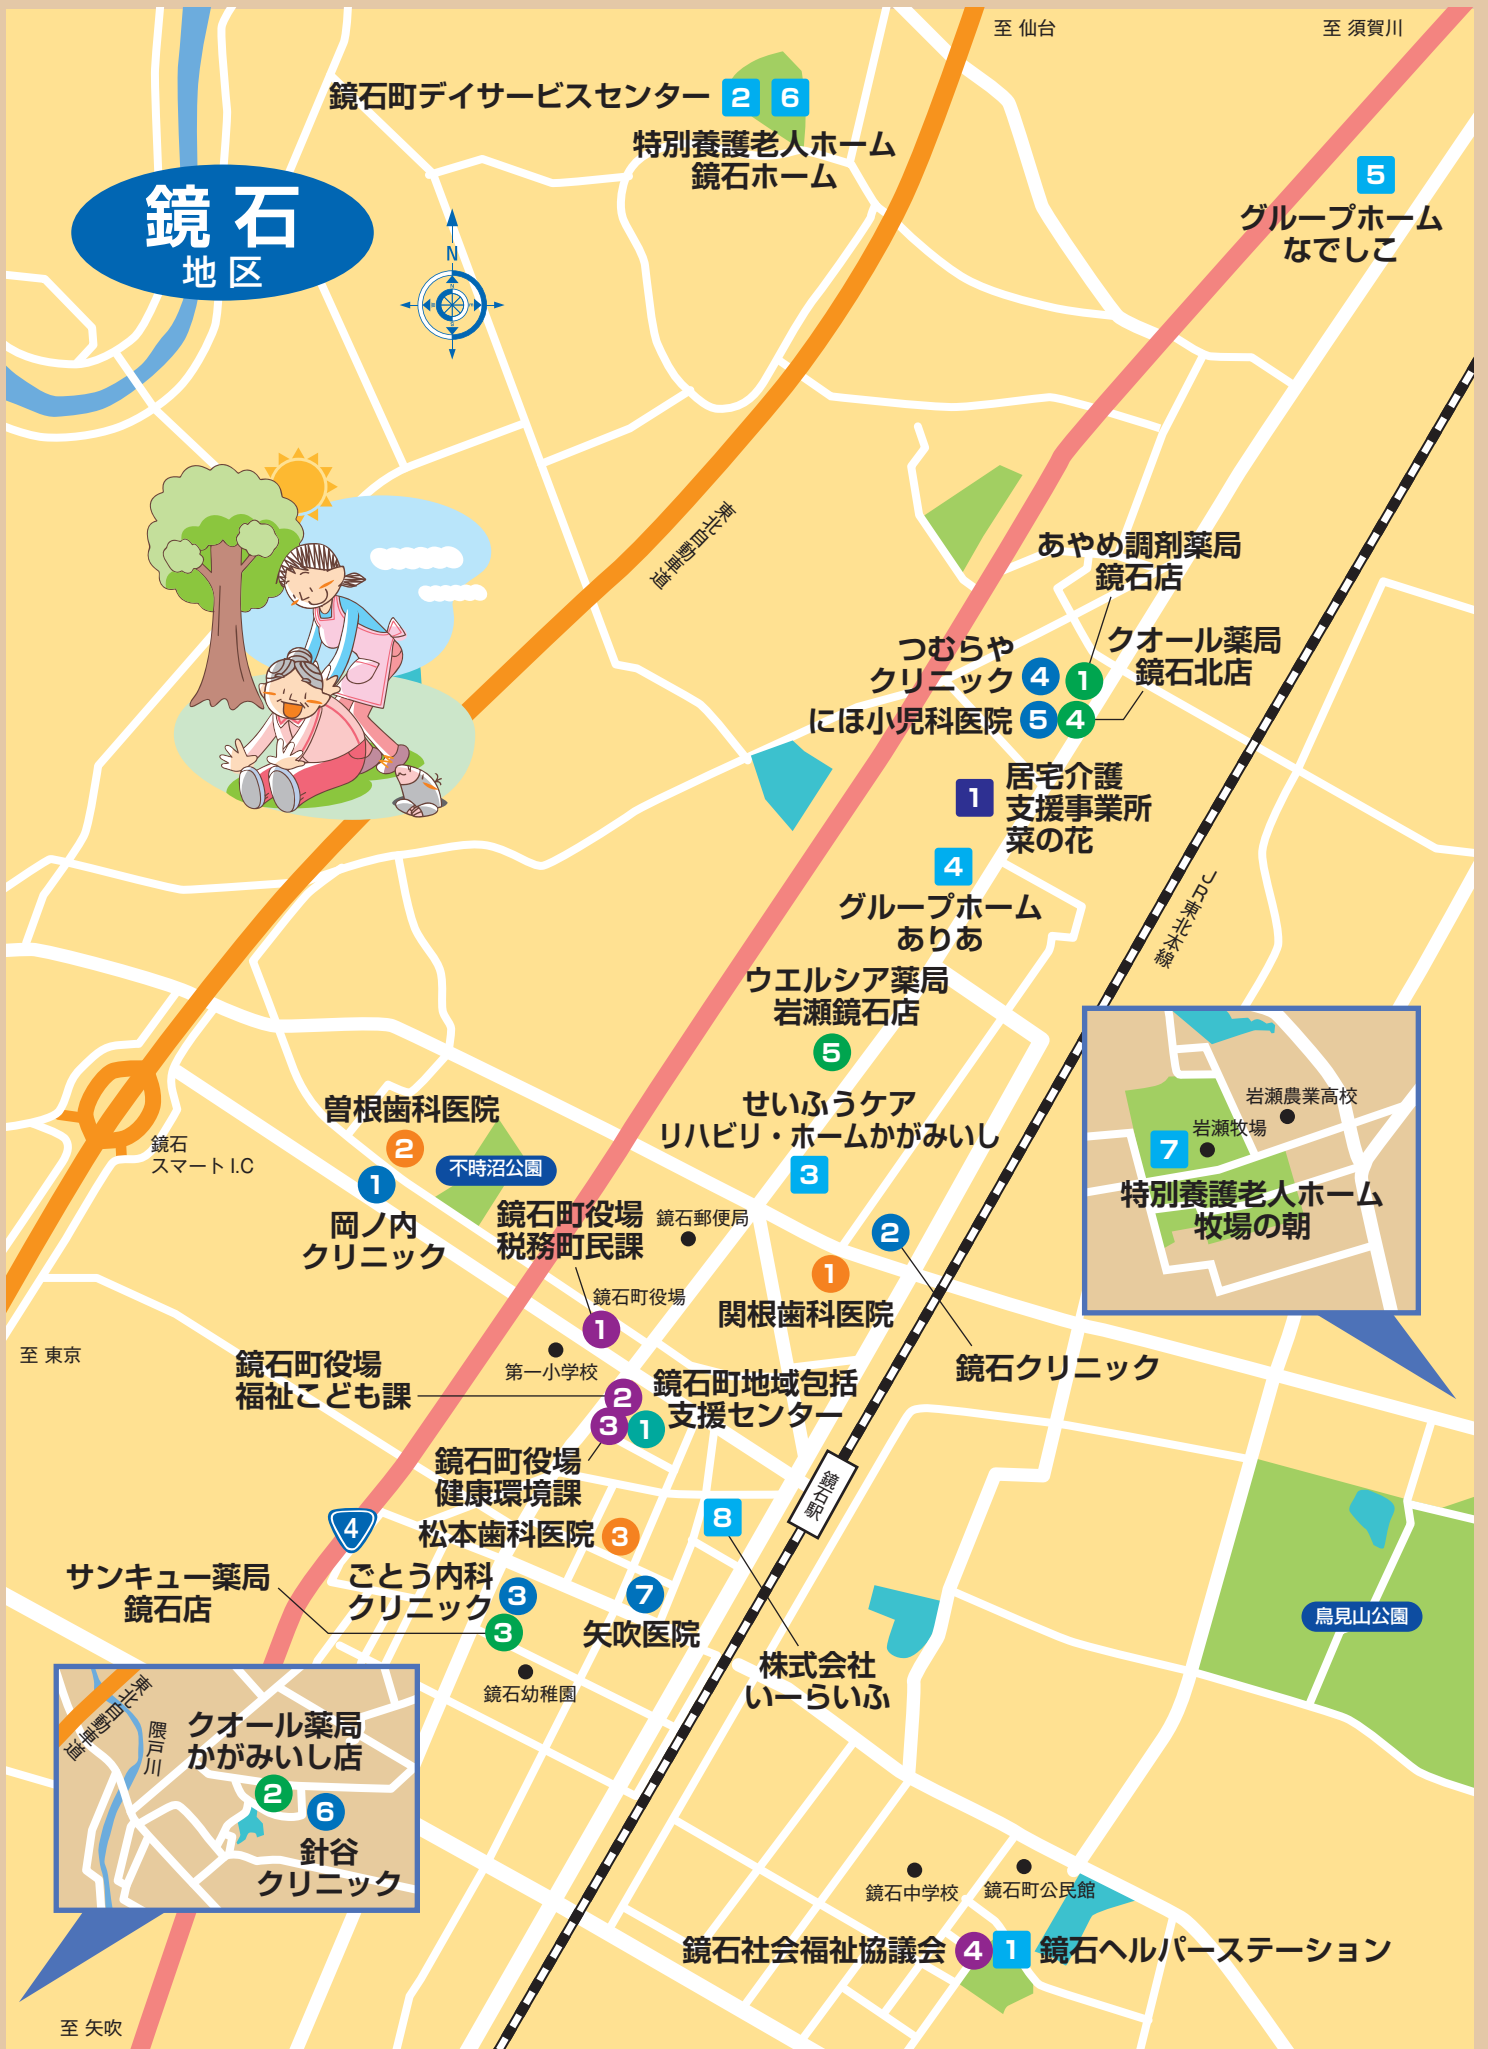 至 仙台
至 須賀川
鏡石町デイサービスセンター 2 6
特別養護老人ホーム
鏡石ホーム
5
グループホーム
なでしこ
鏡 石
地 区
N
東北自動車道
あやめ調剤薬局
鏡石店
つむらや
クリニック 4 1
クオール薬局
鏡石北店
にほ小児科医院 5 4
1 居宅介護
支援事業所
菜の花
4
グループホーム
ありあ
JR東北本線
ウエルシア薬局
岩瀬鏡石店
5
せいふうケア
リハビリ・ホームかがみいし
3
岩瀬農業高校
岩瀬牧場
7
特別養護老人ホーム
牧場の朝
曽根歯科医院
2
鏡石
スマートI.C
不時沼公園
1
岡ノ内
クリニック
鏡石町役場
税務町民課
鏡石郵便局
2
1
関根歯科医院
鏡石町役場
1
至 東京
第一小学校
鏡石クリニック
鏡石町役場
福祉こども課
2
鏡石町地域包括
支援センター
3 1
鏡石町役場
健康環境課
鏡石駅
4
8
松本歯科医院 3
サンキュー薬局
鏡石店
ごとう内科
クリニック 3
3
7
矢吹医院
鳥見山公園
株式会社
いーらいふ
鏡石幼稚園
東北自動車道
隈戸川
クオール薬局
かがみいし店
2
6
針谷
クリニック
鏡石中学校
鏡石町公民館
鏡石社会福祉協議会 4 1 鏡石ヘルパーステーション
至 矢吹